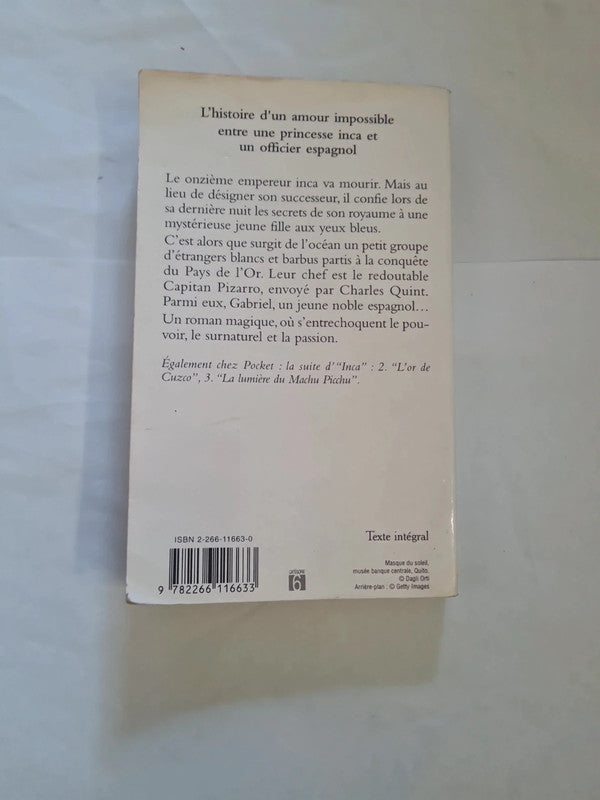 L'histoire d'un amour impossible
entre une princesse inca et
un officier espagnol
Le onzième empereur inca va mourir. Mais au
lieu de désigner son successeur, il confie lors de
sa dernière nuit les secrets de son royaume à une
mystérieuse jeune fille aux yeux bleus.
C'est alors que surgit de l'océan un petit groupe
d'étrangers blancs et barbus partis à la conquête
du Pays de l'Or. Leur chef est le redoutable
Capitan Pizarro, envoyé par Charles Quint.
Parmi eux, Gabriel, un jeune noble espagnol...
Un roman magique, où s'entrechoquent le pou-
voir, le surnaturel et la passion.
Également chez Pocket : la suite d'"Inca" : 2. "L'or de
Cuzco", 3. "La lumière du Machu Picchu".
ISBN 2-266-11663-0
Texte intégral
Masque du soleil,
musée banque centrale, Quito.
© Dagli Orti
Arrière-plan : © Getty Images
CATÉGORIE
6
9 782266 116633